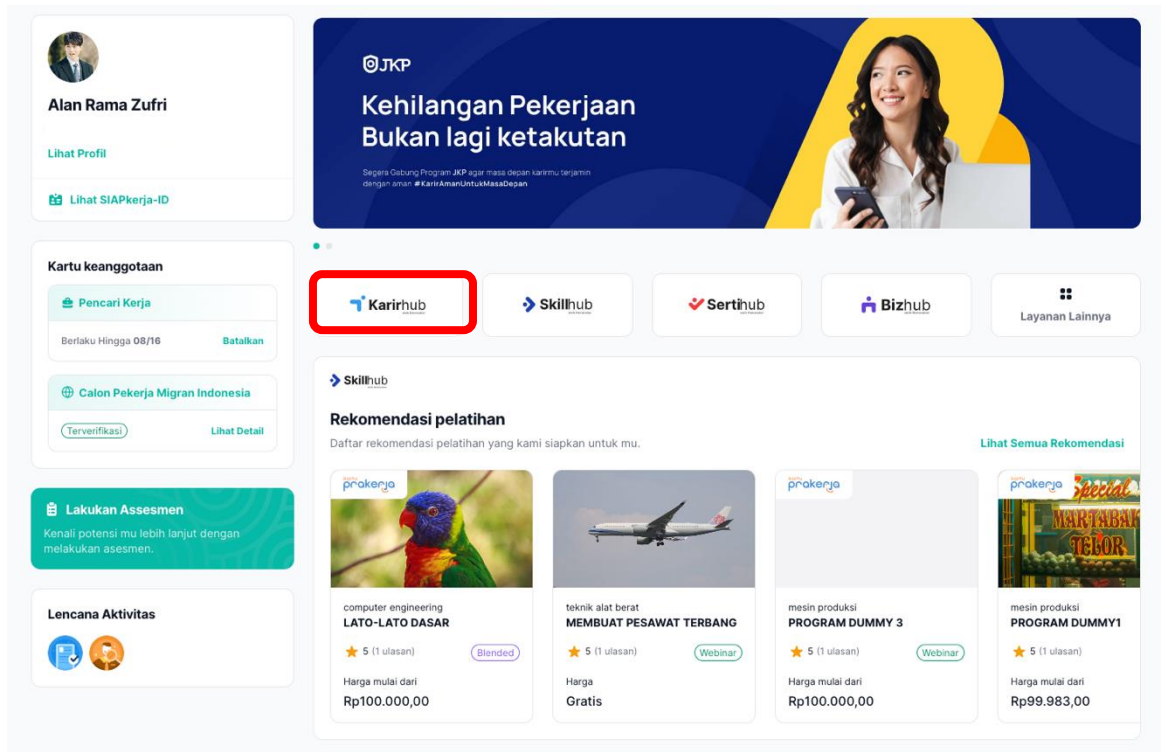 Alan Rama Zufri
Lihat Profil
Lihat SIAPkerja-ID
JKP
Kehilangan Pekerjaan
Bukan lagi ketakutan
Segera Gabung Program JKP agar masa depan karirmu terjamin
dengan aman #KarirAmanUntukMasaDepan
Kartu keanggotaan
Pencari Kerja
Berlaku Hingga 08/16 Batalkan
Calon Pekerja Migran Indonesia
Terverifikasi Lihat Detail
Lakukan Assesmen
Kenali potensi mu lebih lanjut dengan
melakukan asesmen.
Lencana Aktivitas
Karirhub
Skillhub
Sertihub
Bizhub
Layanan Lainnya
Skillhub
Rekomendasi pelatihan
Daftar rekomendasi pelatihan yang kami siapkan untuk mu.
Lihat Semua Rekomendasi
prakerja
computer engineering
LATO-LATO DASAR
5 (1 ulasan) Blended
Harga mulai dari
Rp100.000,00
teknik alat berat
MEMBUAT PESAWAT TERBANG
5 (1 ulasan) Webinar
Harga
Gratis
prakerja
mesin produksi
PROGRAM DUMMY 3
5 (1 ulasan) Webinar
Harga mulai dari
Rp100.000,00
prakerja
Special
MARTABAK
TELOR
mesin produksi
PROGRAM DUMMY1
5 (1 ulasan)
Harga mulai dari
Rp99.983,00